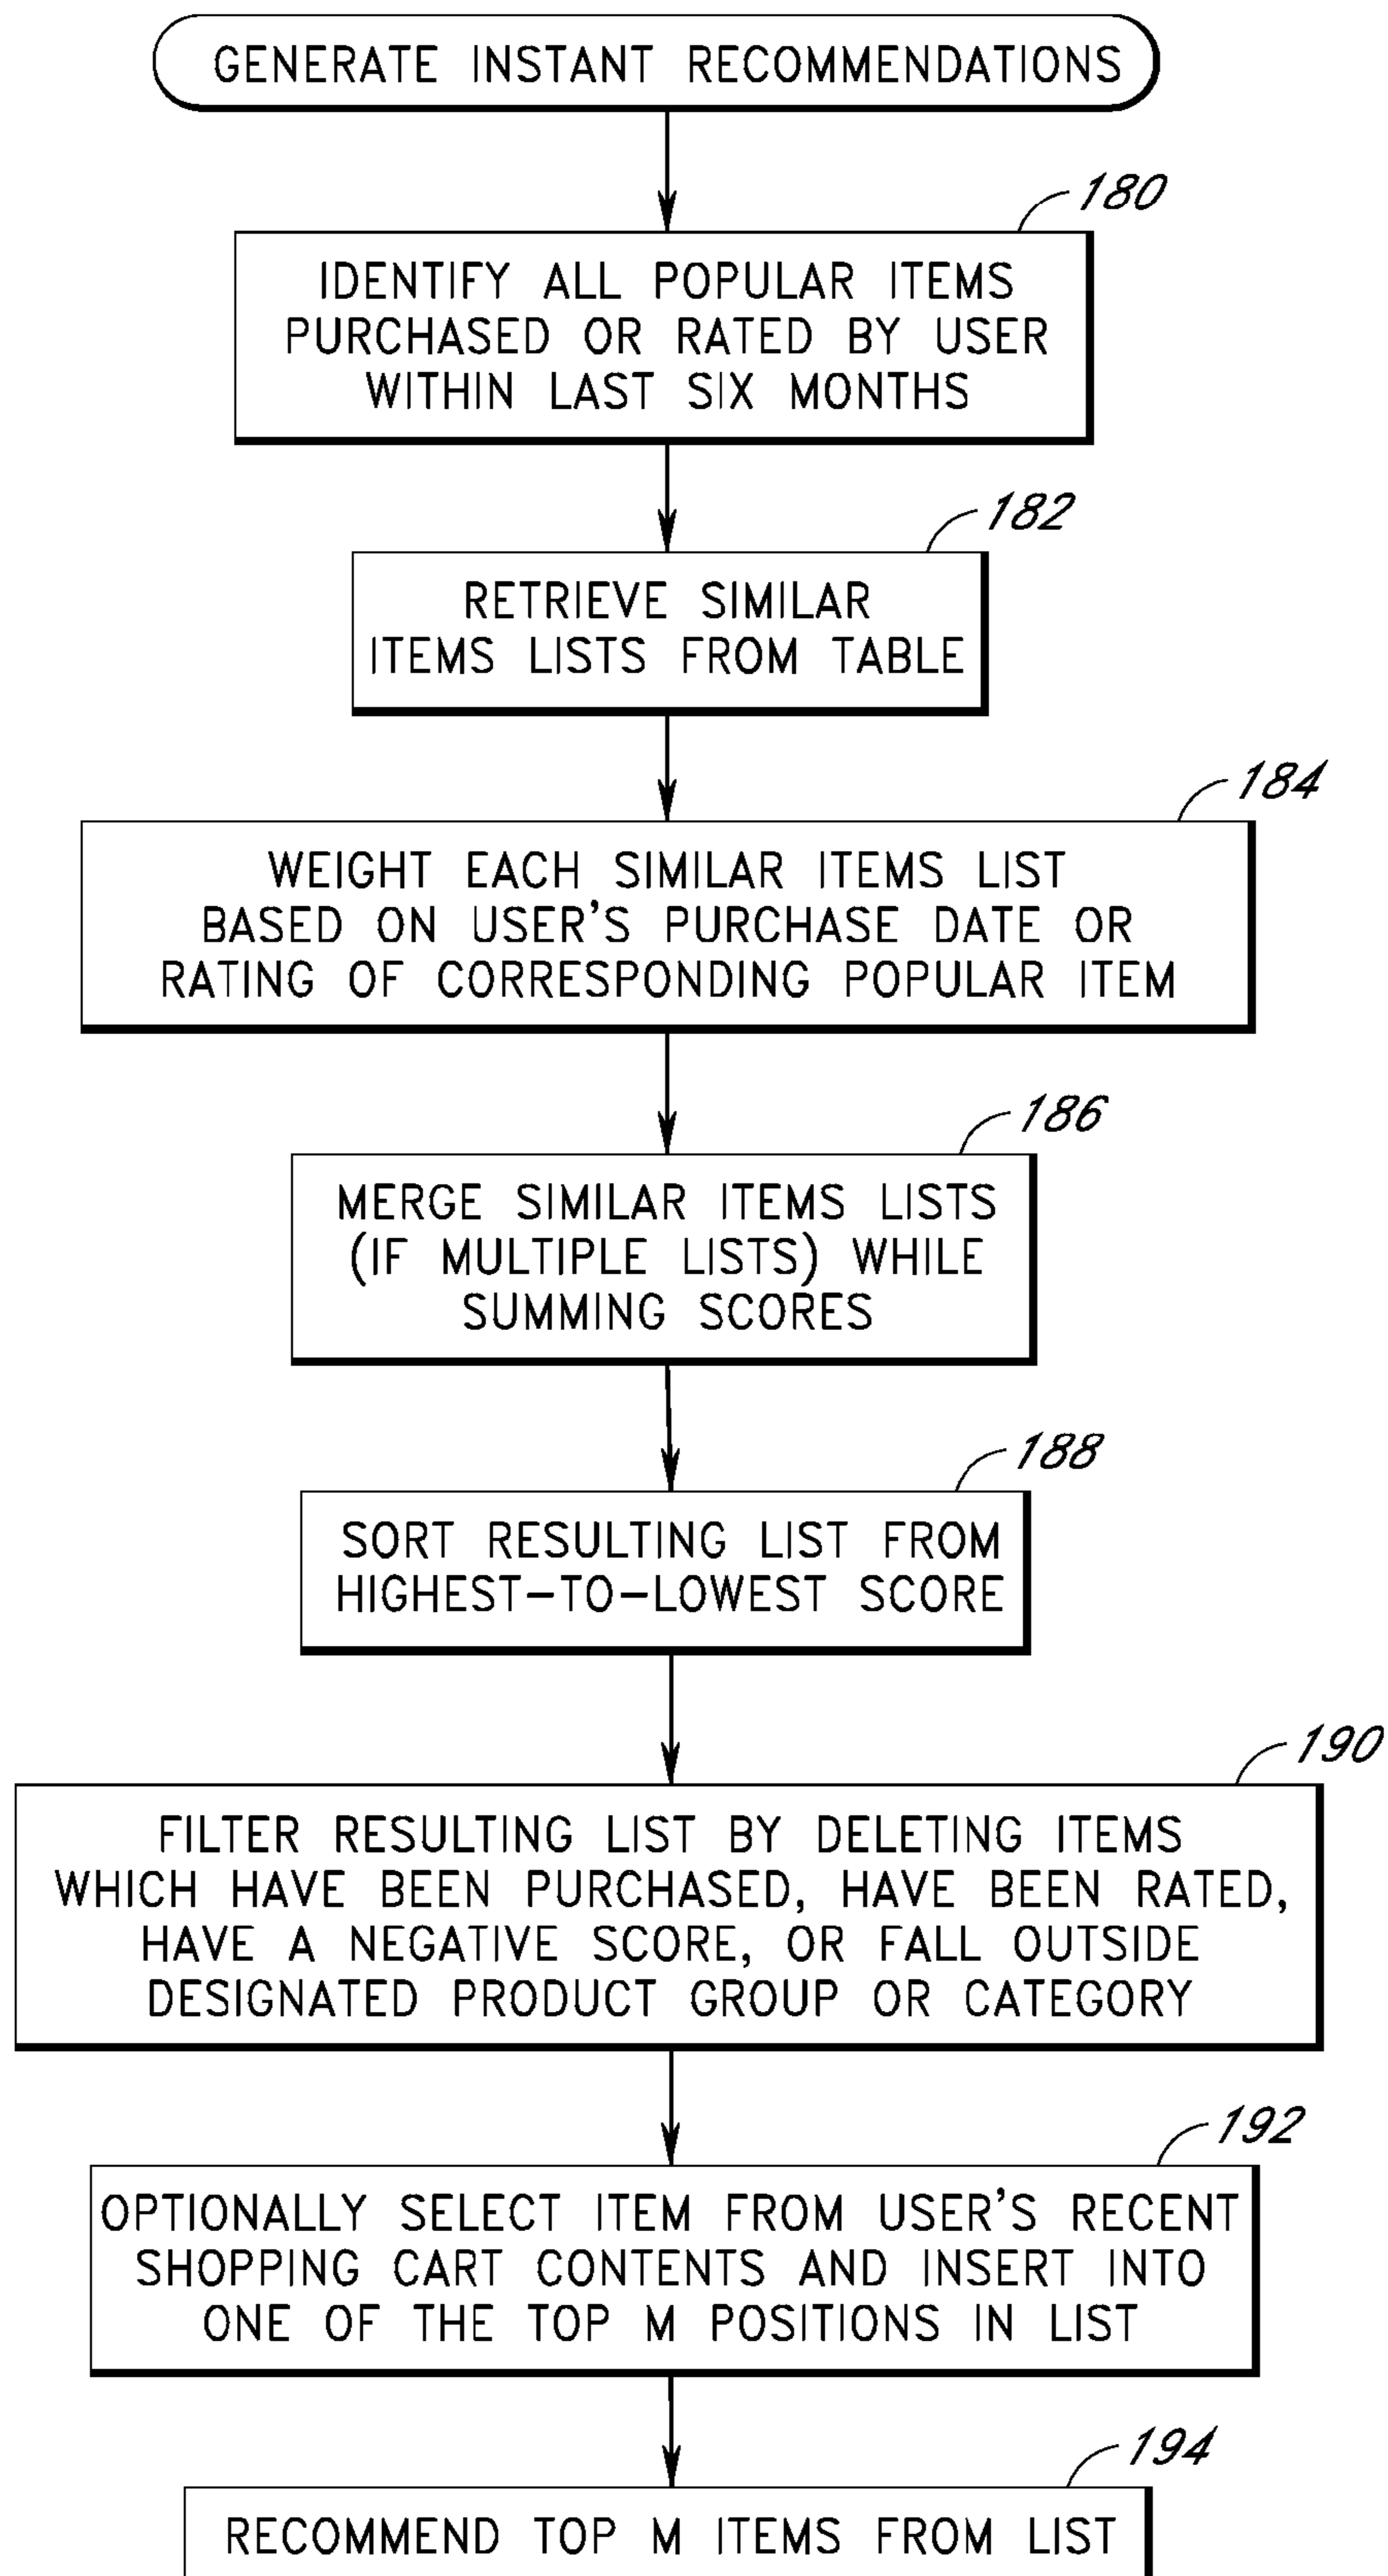 GENERATE INSTANT RECOMMENDATIONS
180
IDENTIFY ALL POPULAR ITEMS
PURCHASED OR RATED BY USER
WITHIN LAST SIX MONTHS
182
RETRIEVE SIMILAR
ITEMS LISTS FROM TABLE
184
WEIGHT EACH SIMILAR ITEMS LIST
BASED ON USER'S PURCHASE DATE OR
RATING OF CORRESPONDING POPULAR ITEM
186
MERGE SIMILAR ITEMS LISTS
(IF MULTIPLE LISTS) WHILE
SUMMING SCORES
188
SORT RESULTING LIST FROM
HIGHEST-TO-LOWEST SCORE
190
FILTER RESULTING LIST BY DELETING ITEMS
WHICH HAVE BEEN PURCHASED, HAVE BEEN RATED,
HAVE A NEGATIVE SCORE, OR FALL OUTSIDE
DESIGNATED PRODUCT GROUP OR CATEGORY
192
OPTIONALLY SELECT ITEM FROM USER'S RECENT
SHOPPING CART CONTENTS AND INSERT INTO
ONE OF THE TOP M POSITIONS IN LIST
194
RECOMMEND TOP M ITEMS FROM LIST